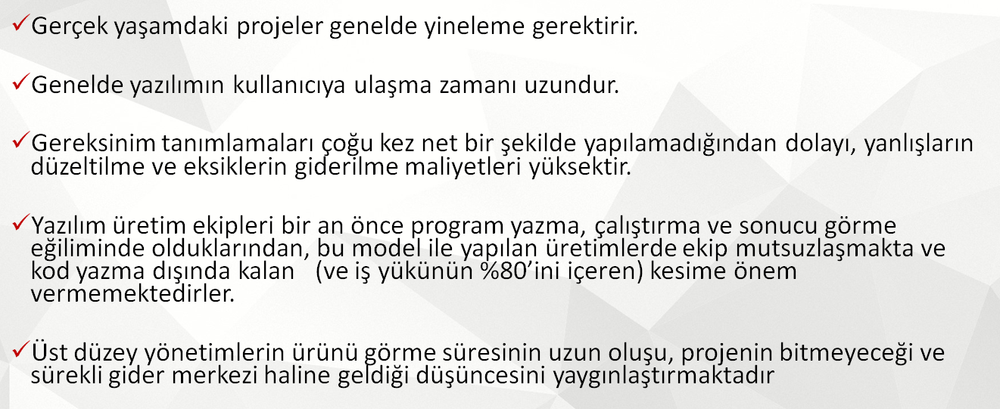 ✓Gerçek yaşamdaki projeler genelde yineleme gerektirir.
✓Genelde yazılımın kullanıcıya ulaşma zamanı uzundur.
✓Gereksinim tanımlamaları çoğu kez net bir şekilde yapılamadığından dolayı, yanlışların
düzeltilme ve eksiklerin giderilme maliyetleri yüksektir.
✓Yazılım üretim ekipleri bir an önce program yazma, çalıştırma ve sonucu görme
eğiliminde olduklarından, bu model ile yapılan üretimlerde ekip mutsuzlaşmakta ve
kod yazma dışında kalan (ve iş yükünün %80’ini içeren) kesime önem
vermemektedirler.
✓Üst düzey yönetimlerin ürünü görme süresinin uzun oluşu, projenin bitmeyeceği ve
sürekli gider merkezi haline geldiği düşüncesini yaygınlaştırmaktadır